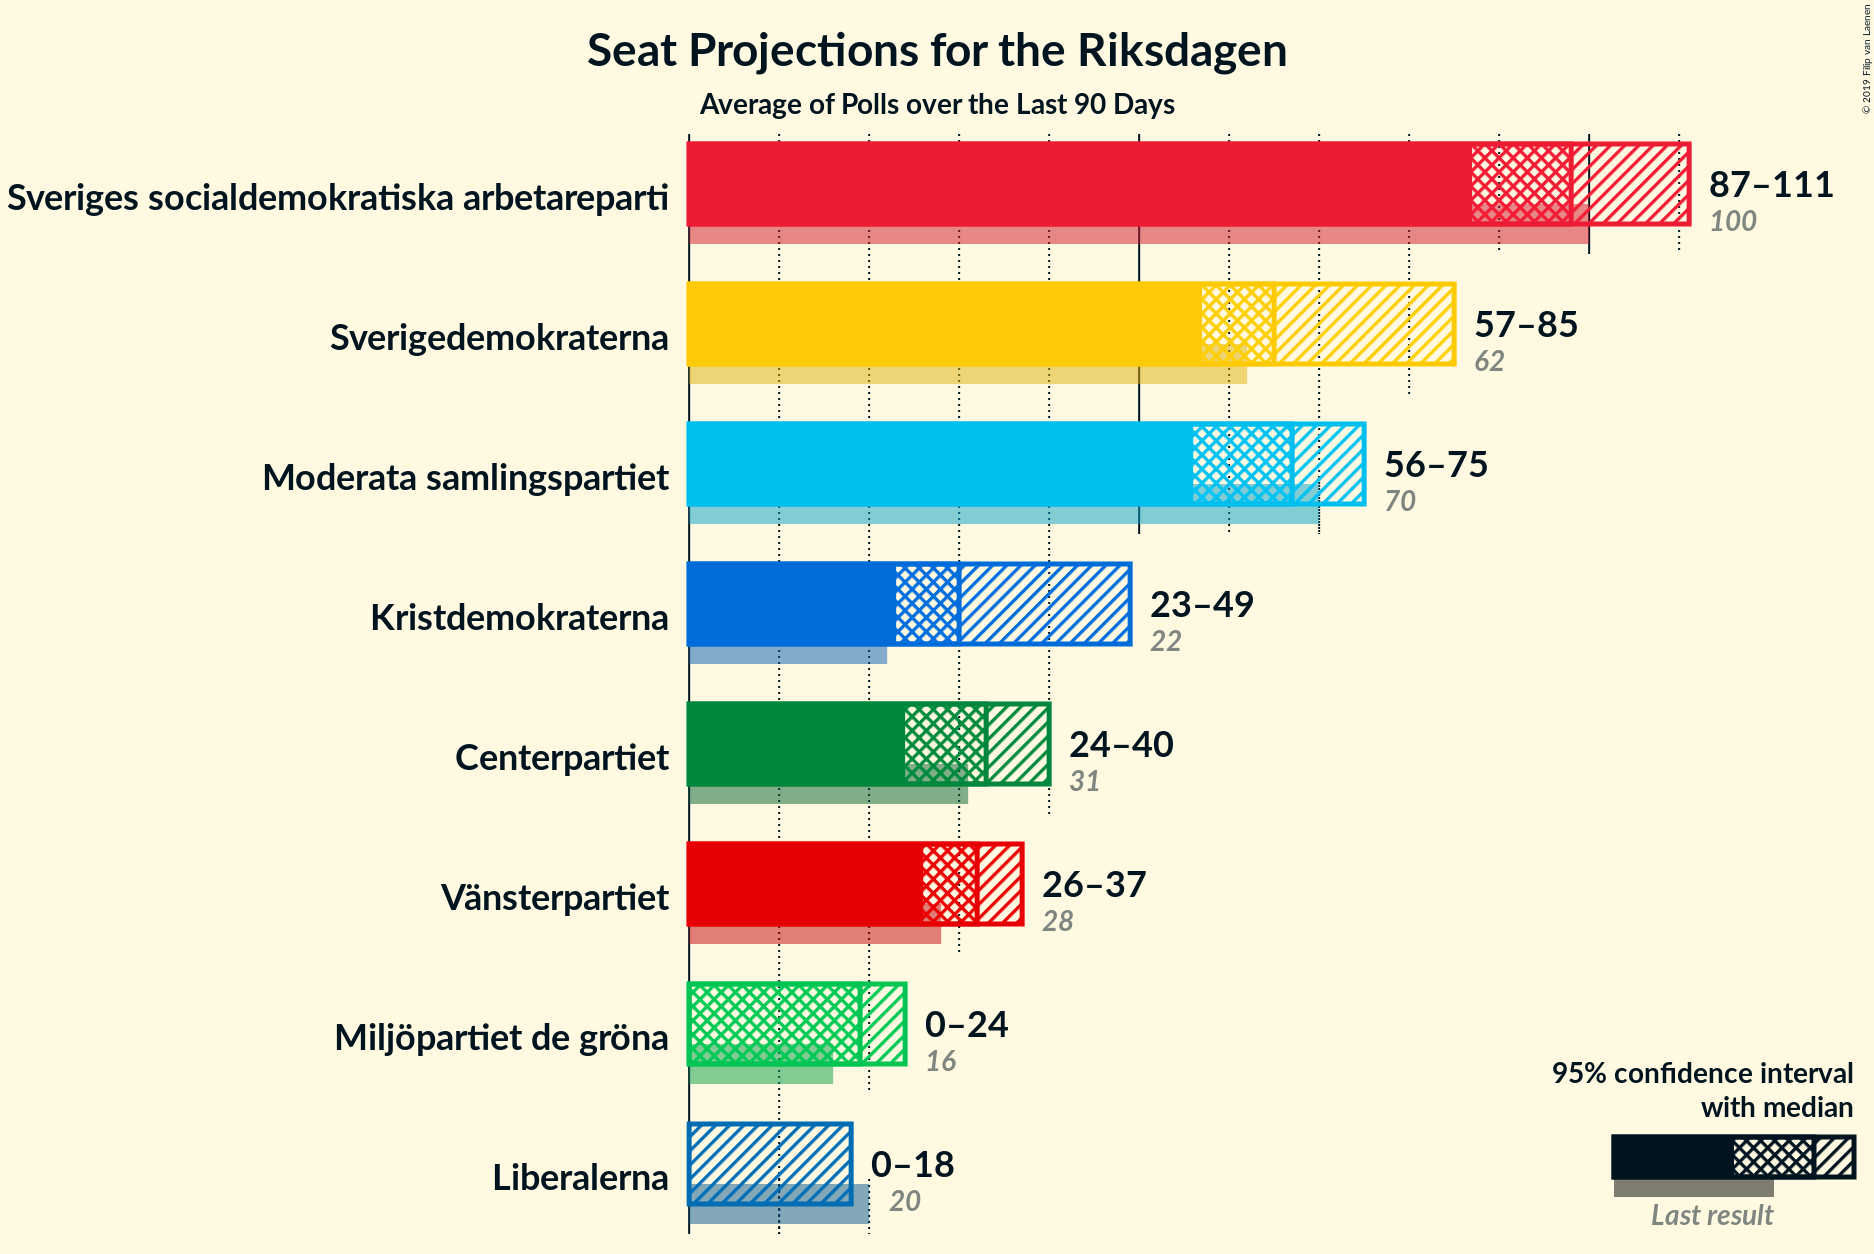 Seat Projections for the Riksdagen
Average of Polls over the Last 90 Days
© 2019 Filip van Laenen
Sveriges socialdemokratiska arbetareparti
87–111
100
Sverigedemokraterna
57–85
62
Moderata samlingspartiet
56–75
70
Kristdemokraterna
23–49
22
Centerpartiet
24–40
31
Vänsterpartiet
26–37
28
Miljöpartiet de gröna
0–24
16
Liberalerna
0–18
20
95% confidence interval
with median
Last result